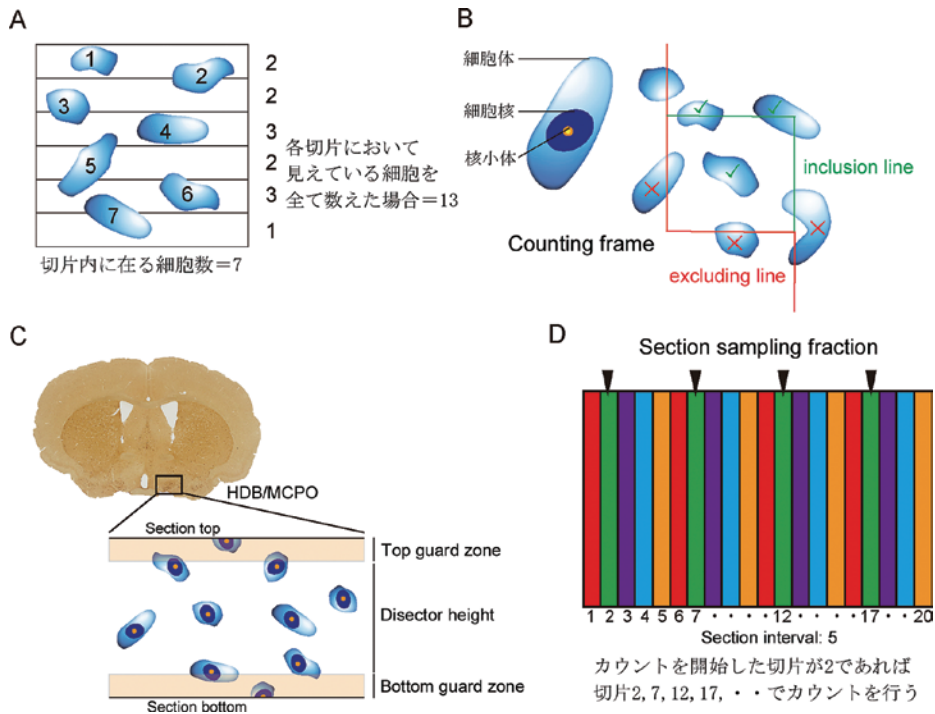 A
1
2
3
4
5
6
7
2
2
3
2
3
1
各切片において
見えている細胞を
全て数えた場合=13
切片内に在る細胞数=7
B
細胞体
細胞核
核小体
inclusion line
Counting frame
excluding line
C
HDB/MCPO
Section top
Top guard zone
Disector height
Bottom guard zone
Section bottom
D
Section sampling fraction
1 2 3 4 5 6 7 · · · · 12 · · · · 17 · · 20
Section interval: 5
カウントを開始した切片が2であれば
切片2, 7, 12, 17, ・・でカウントを行う